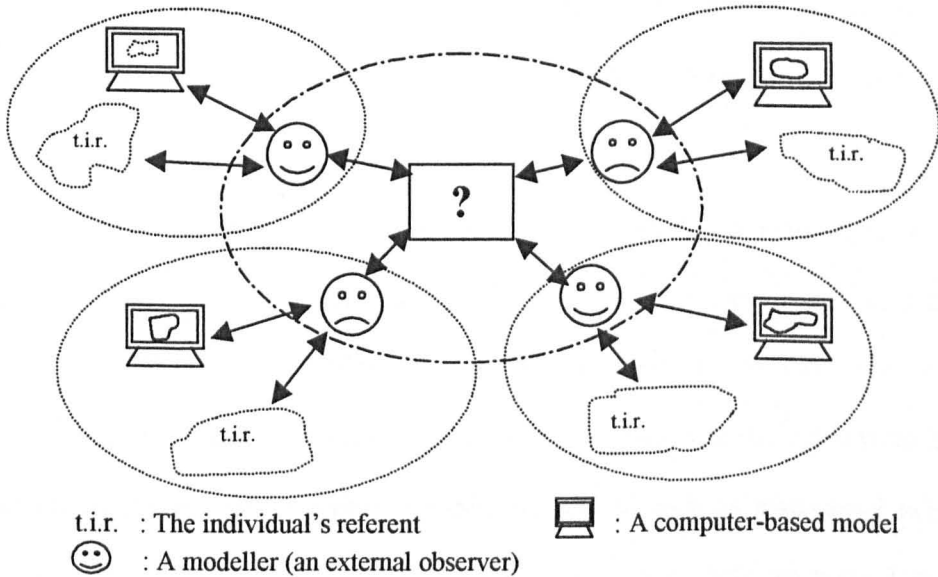 t.i.r.
t.i.r.
?
t.i.r.
t.i.r.
t.i.r. : The individual's referent
: A computer-based model
: A modeller (an external observer)